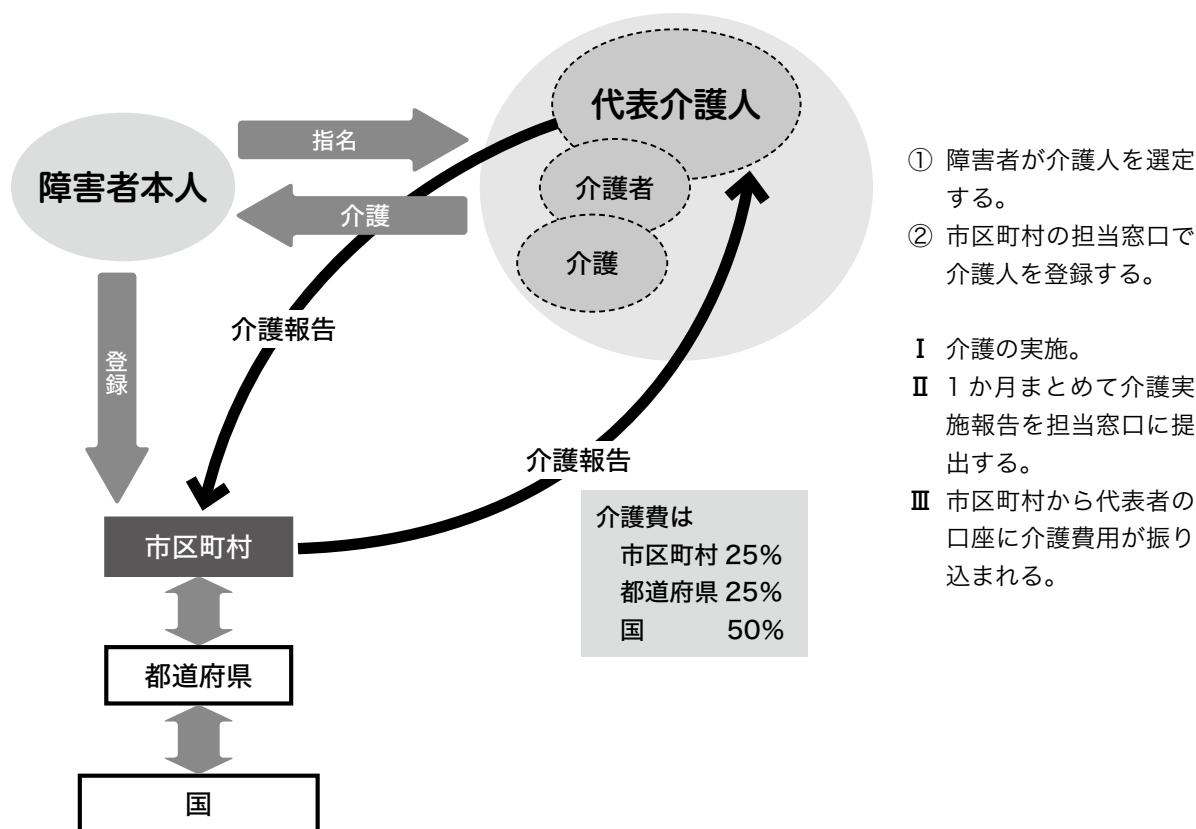 代表介護人
指名
障害者本人
介護者
介護
介護
介護報告
登録
介護報告
市区町村
介護費は
市区町村 25%
都道府県 25%
国 50%
都道府県
国
① 障害者が介護人を選定
する。
② 市区町村の担当窓口で
介護人を登録する。
Ⅰ 介護の実施。
Ⅱ 1か月まとめて介護実
施報告を担当窓口に提
出する。
Ⅲ 市区町村から代表者の
口座に介護費用が振り
込まれる。